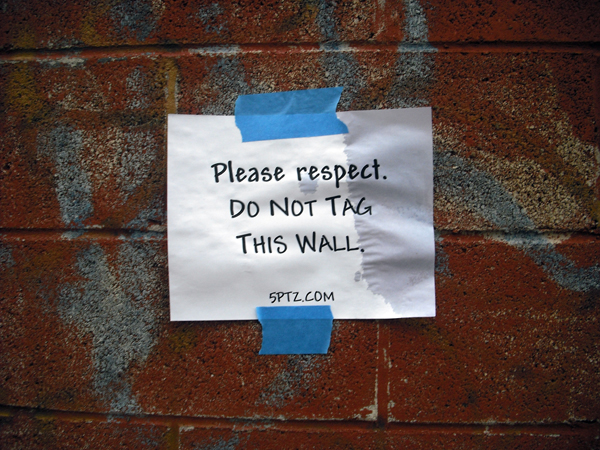 Please respect.
DO NOT TAG
THIS WALL.
5PTZ.COM